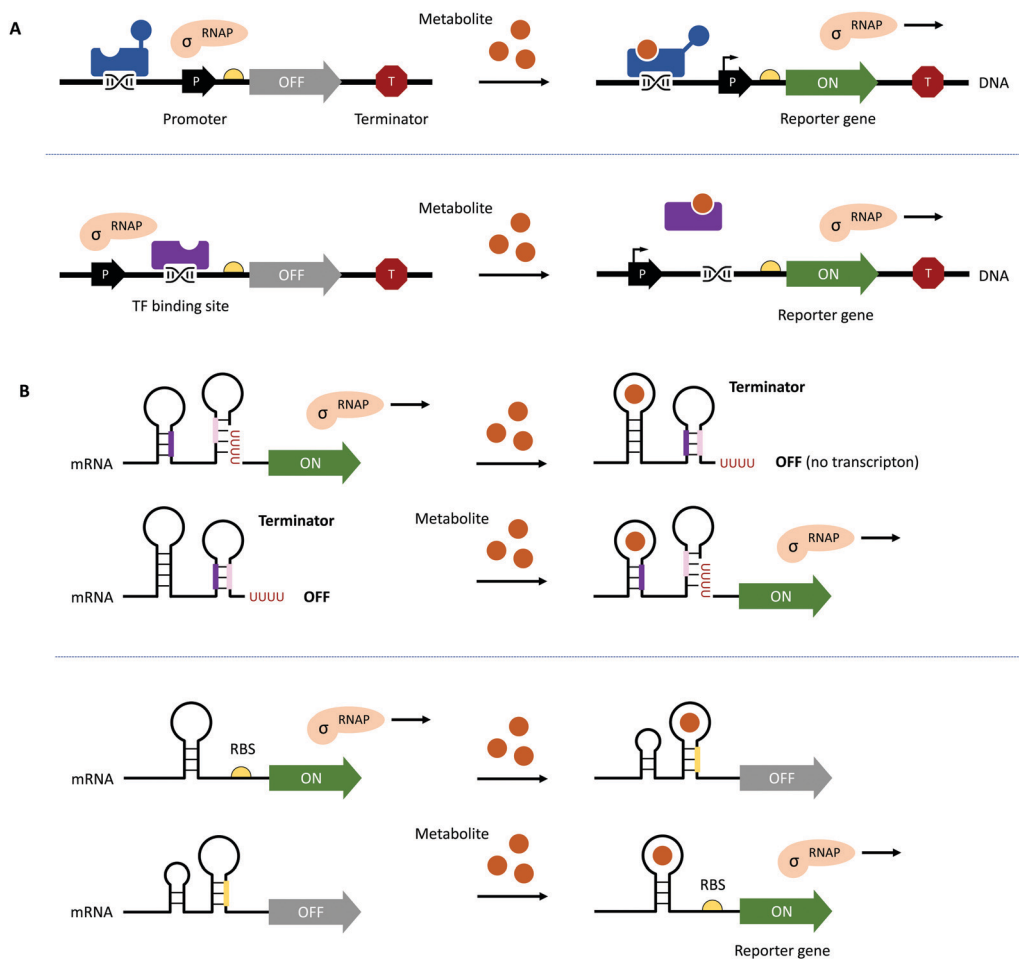 A
σ RNAP
Metabolite
σ RNAP
P
OFF
T
P
ON
T
DNA
Promoter
Terminator
Reporter gene
σ RNAP
Metabolite
σ RNAP
P
OFF
T
P
ON
T
DNA
TF binding site
Reporter gene
B
σ RNAP
Terminator
mRNA
UUUU
ON
UUUU
OFF (no transcripton)
Terminator
Metabolite
σ RNAP
mRNA
UUUU
OFF
UUUU
ON
σ RNAP
RBS
mRNA
ON
OFF
Metabolite
σ RNAP
RBS
mRNA
OFF
ON
Reporter gene